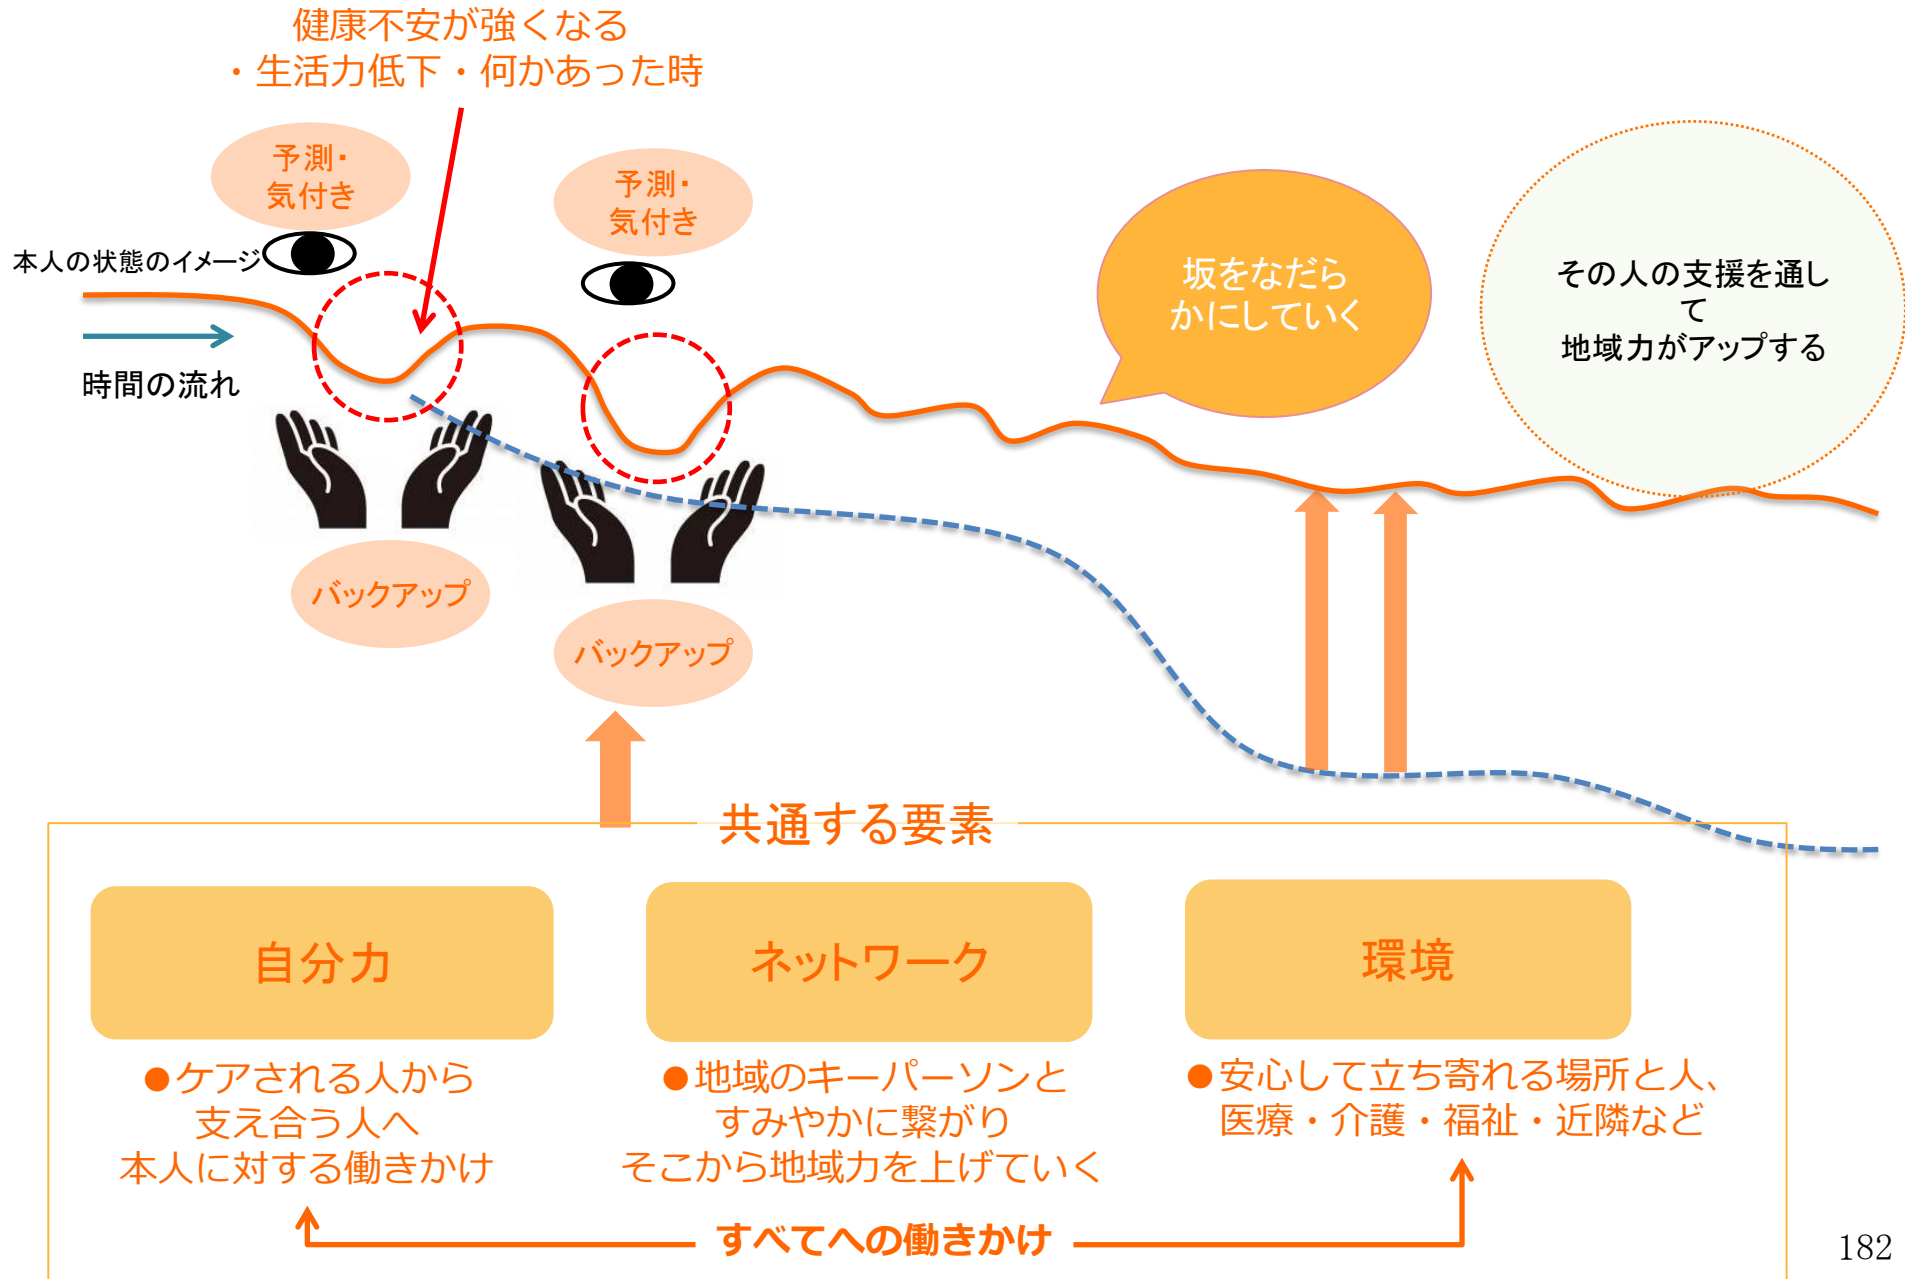 健康不安が強くなる
・生活力低下・何かあった時
予測・
気付き
予測・
気付き
本人の状態のイメージ
時間の流れ
坂をなだら
かにしていく
その人の支援を通し
て
地域力がアップする
バックアップ
バックアップ
共通する要素
自分力
ネットワーク
環境
●ケアされる人から
支え合う人へ
本人に対する働きかけ
●地域のキーパーソンと
すみやかに繋がり
そこから地域力を上げていく
●安心して立ち寄れる場所と人、
医療・介護・福祉・近隣など
すべてへの働きかけ
182